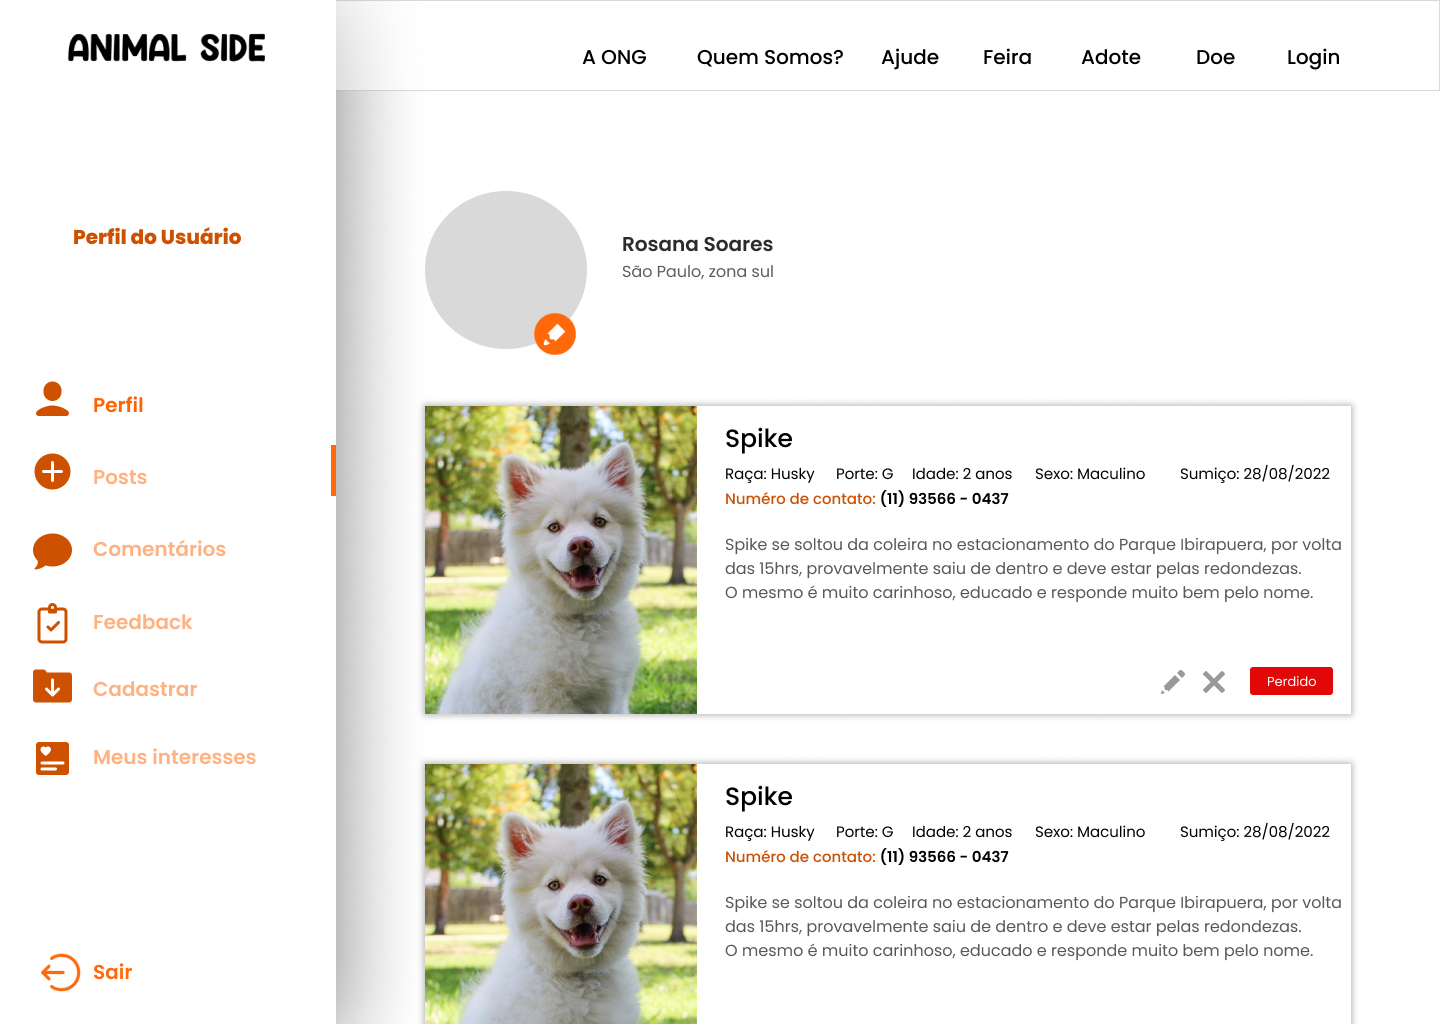 ANIMAL SIDE
A ONG Quem Somos? Ajude Feira Adote Doe Login
Perfil do Usuário
Perfil
Posts
Comentários
Feedback
Cadastrar
Meus interesses
Sair
Rosana Soares
São Paulo, zona sul
Spike
Raça: Husky Porte: G Idade: 2 anos Sexo: Maculino Sumiço: 28/08/2022
Numéro de contato: (11) 93566 - 0437
Spike se soltou da coleira no estacionamento do Parque Ibirapuera, por volta
das 15hrs, provavelmente saiu de dentro e deve estar pelas redondezas.
O mesmo é muito carinhoso, educado e responde muito bem pelo nome.
Perdido
Spike
Raça: Husky Porte: G Idade: 2 anos Sexo: Maculino Sumiço: 28/08/2022
Numéro de contato: (11) 93566 - 0437
Spike se soltou da coleira no estacionamento do Parque Ibirapuera, por volta
das 15hrs, provavelmente saiu de dentro e deve estar pelas redondezas.
O mesmo é muito carinhoso, educado e responde muito bem pelo nome.